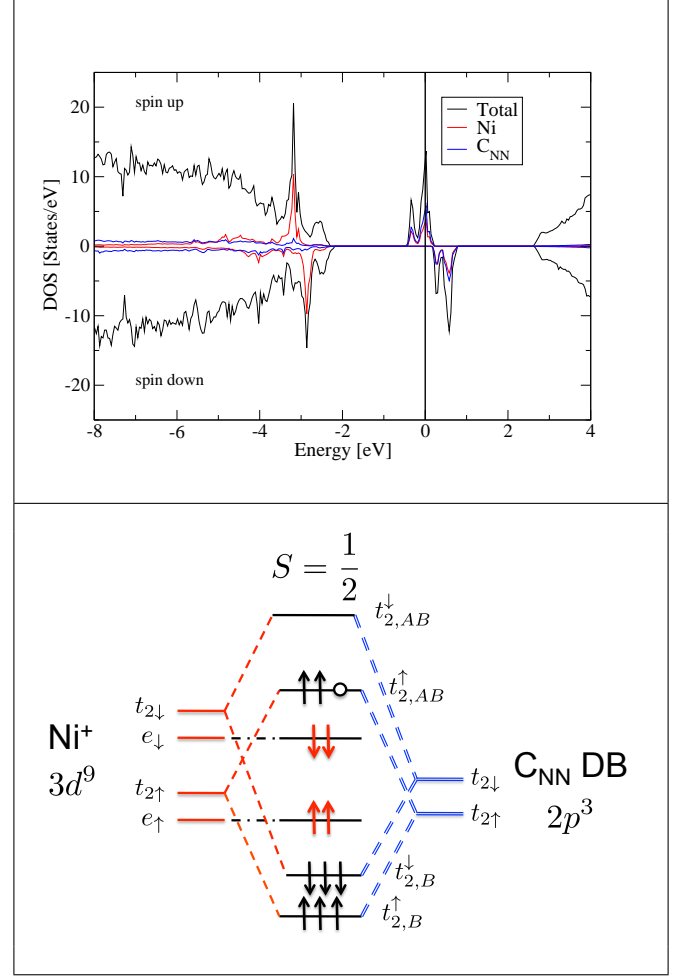 spin up
Total
Ni
C_NN
20
10
0
-10
-20
DOS [States/eV]
spin down
-8 -6 -4 -2 0 2 4
Energy [eV]
S = 1/2
t^↓_{2,AB}
t^↑_{2,AB}
t_{2↓}
e_↓
Ni⁺
3d⁹
t_{2↑}
e_↑
t_{2↓}
C_NN DB
t_{2↑}
2p³
t^↓_{2,B}
t^↑_{2,B}